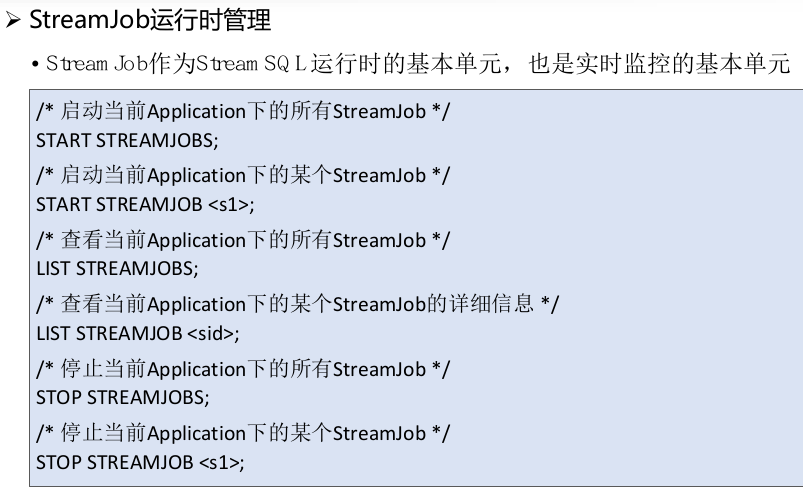 ➢ StreamJob运行时管理
• Stream Job作为Stream SQL运行时的基本单元，也是实时监控的基本单元
/* 启动当前Application下的所有StreamJob */
START STREAMJOBS;
/* 启动当前Application下的某个StreamJob */
START STREAMJOB <s1>;
/* 查看当前Application下的所有StreamJob */
LIST STREAMJOBS;
/* 查看当前Application下的某个StreamJob的详细信息 */
LIST STREAMJOB <sid>;
/* 停止当前Application下的所有StreamJob */
STOP STREAMJOBS;
/* 停止当前Application下的某个StreamJob */
STOP STREAMJOB <s1>;